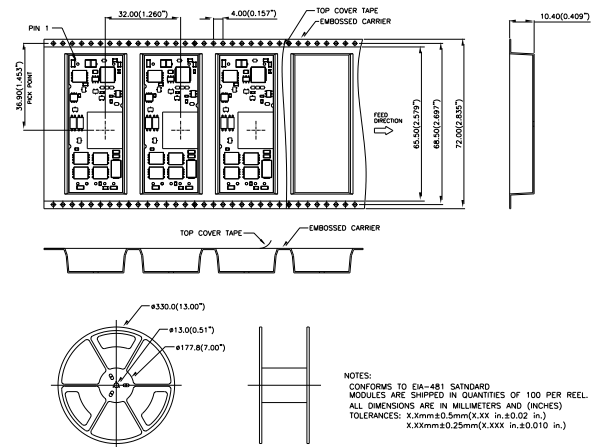 32.00(1.260")
4.00(0.157")
TOP COVER TAPE
EMBOSSED CARRIER
10.40(0.409")
PIN 1
36.90(1.453")
PICK POINT
FEED
DIRECTION
65.50(2.579")
68.50(2.697")
72.00(2.835")
TOP COVER TAPE
EMBOSSED CARRIER
ø330.0(13.00")
ø13.0(0.51")
ø177.8(7.00")
NOTES:
CONFORMS TO EIA-481 SATNDARD
MODULES ARE SHIPPED IN QUANTITIES OF 100 PER REEL.
ALL DIMENSIONS ARE IN MILLIMETERS AND (INCHES)
TOLERANCES: X.Xmm±0.5mm(X.XX in.±0.02 in.)
X.XXmm±0.25mm(X.XXX in.±0.010 in.)